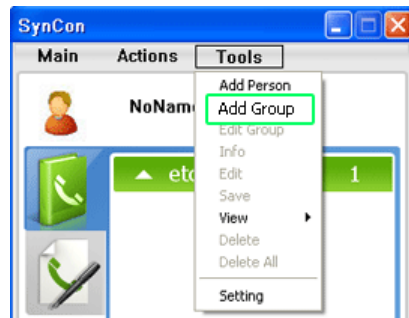 SynCon
Main Actions Tools
Add Person
NoNam
Add Group
Edit Group
Info
etc 1
Edit
Save
View
Delete
Delete All
Setting